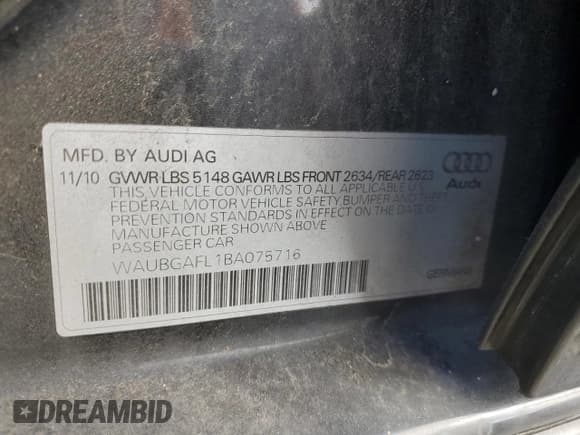 MFD. BY AUDI AG
11/10 GVWR LBS 5148 GAWR LBS FRONT 2634/REAR 2623
THIS VEHICLE CONFORMS TO ALL APPLICABLE U.S.
FEDERAL MOTOR VEHICLE SAFETY,BUMPER AND THEFT
PREVENTION STANDARDS IN EFFECT ON THE DATE OF
MANUFACTURE SHOWN ABOVE
PASSENGER CAR
WAUBGAFL1BA075716
Audi
GERMANY
DREAMBID